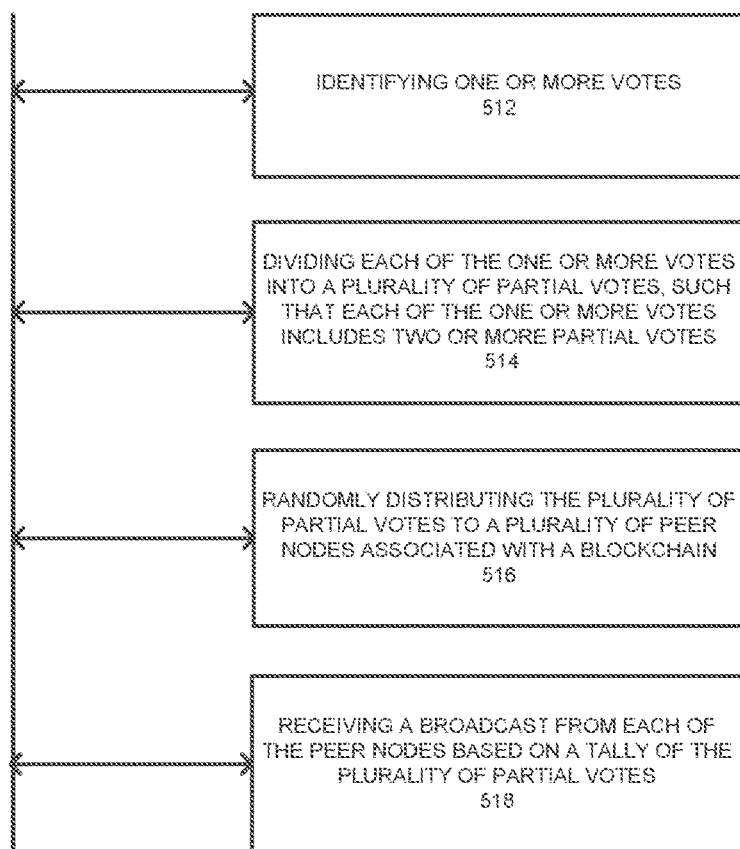 IDENTIFYING ONE OR MORE VOTES
512
DIVIDING EACH OF THE ONE OR MORE VOTES
INTO A PLURALITY OF PARTIAL VOTES, SUCH
THAT EACH OF THE ONE OR MORE VOTES
INCLUDES TWO OR MORE PARTIAL VOTES
514
RANDOMLY DISTRIBUTING THE PLURALITY OF
PARTIAL VOTES TO A PLURALITY OF PEER
NODES ASSOCIATED WITH A BLOCKCHAIN
516
RECEIVING A BROADCAST FROM EACH OF
THE PEER NODES BASED ON A TALLY OF THE
PLURALITY OF PARTIAL VOTES
518